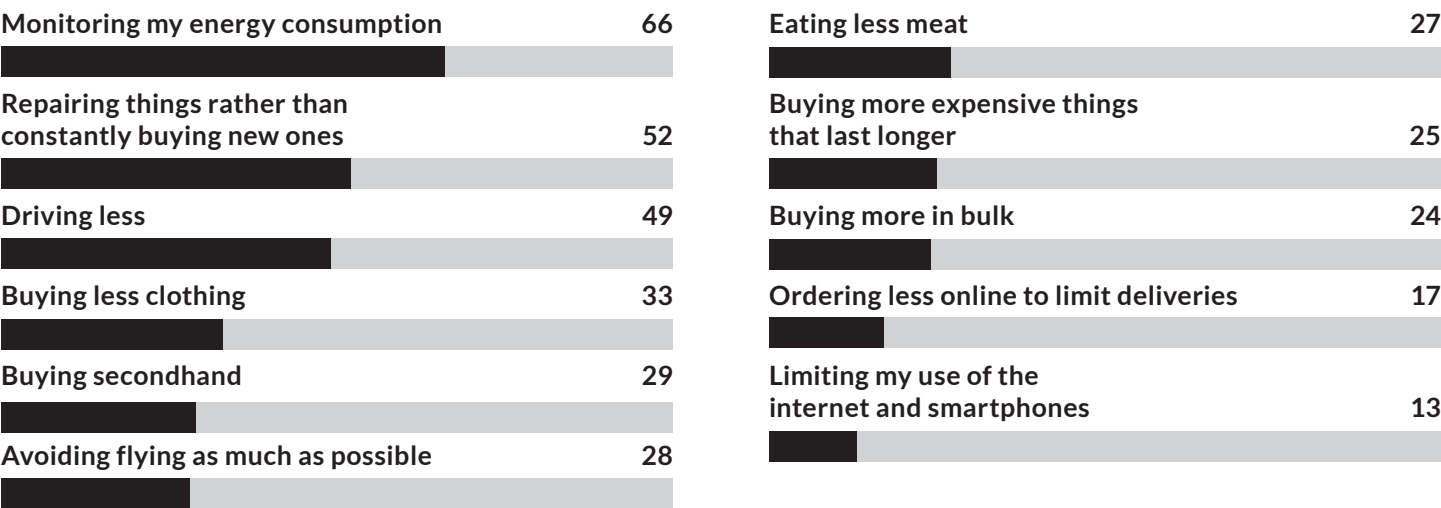 Monitoring my energy consumption 66
Repairing things rather than
constantly buying new ones 52
Driving less 49
Buying less clothing 33
Buying secondhand 29
Avoiding flying as much as possible 28
Eating less meat 27
Buying more expensive things
that last longer 25
Buying more in bulk 24
Ordering less online to limit deliveries 17
Limiting my use of the
internet and smartphones 13